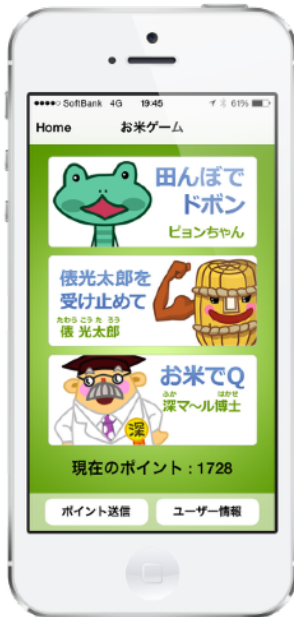 SoftBank 4G 19:45 61%
Home お米ゲーム
田んぼで
ドボン
ピョンちゃん
俵光太郎を
受け止めて
たわら こう た ろう
俵 光太郎
お米でQ
ふか はかせ
深マ〜ル博士
深
現在のポイント : 1728
ポイント送信 ユーザー情報